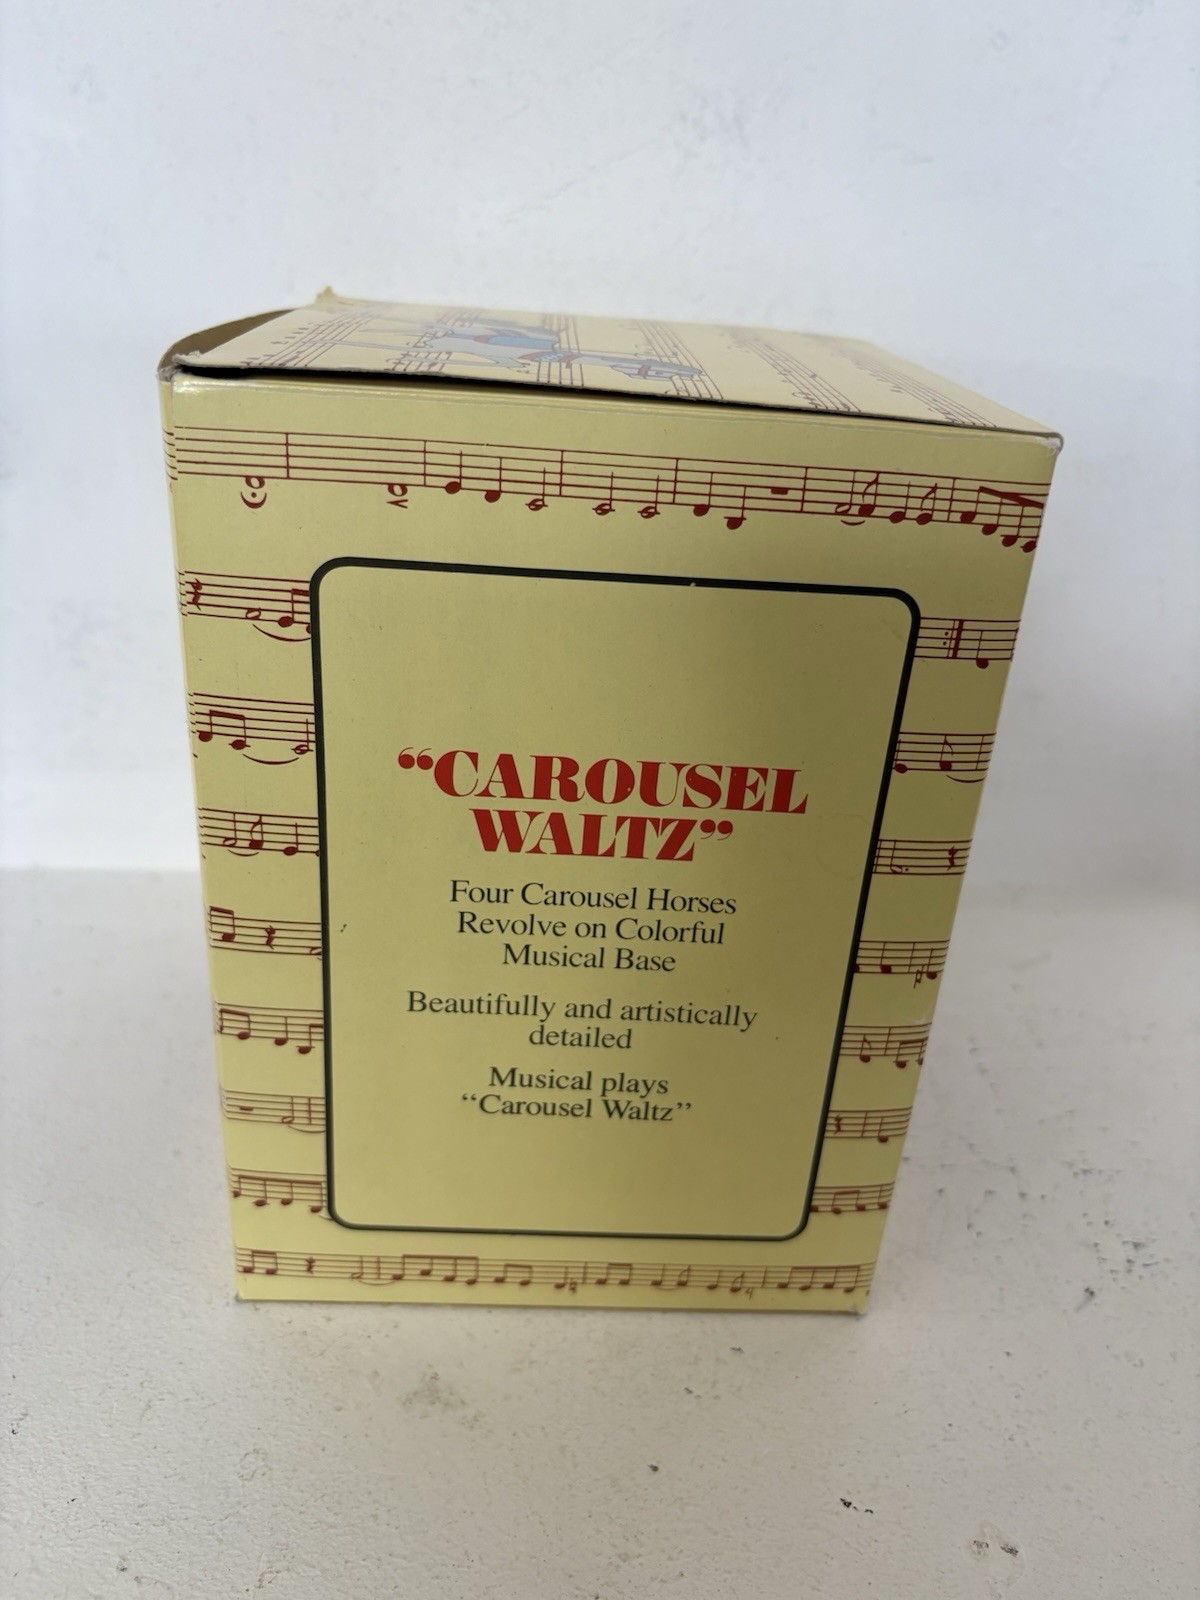 “CAROUSEL
WALTZ”
Four Carousel Horses
Revolve on Colorful
Musical Base
Beautifully and artistically
detailed
Musical plays
“Carousel Waltz”